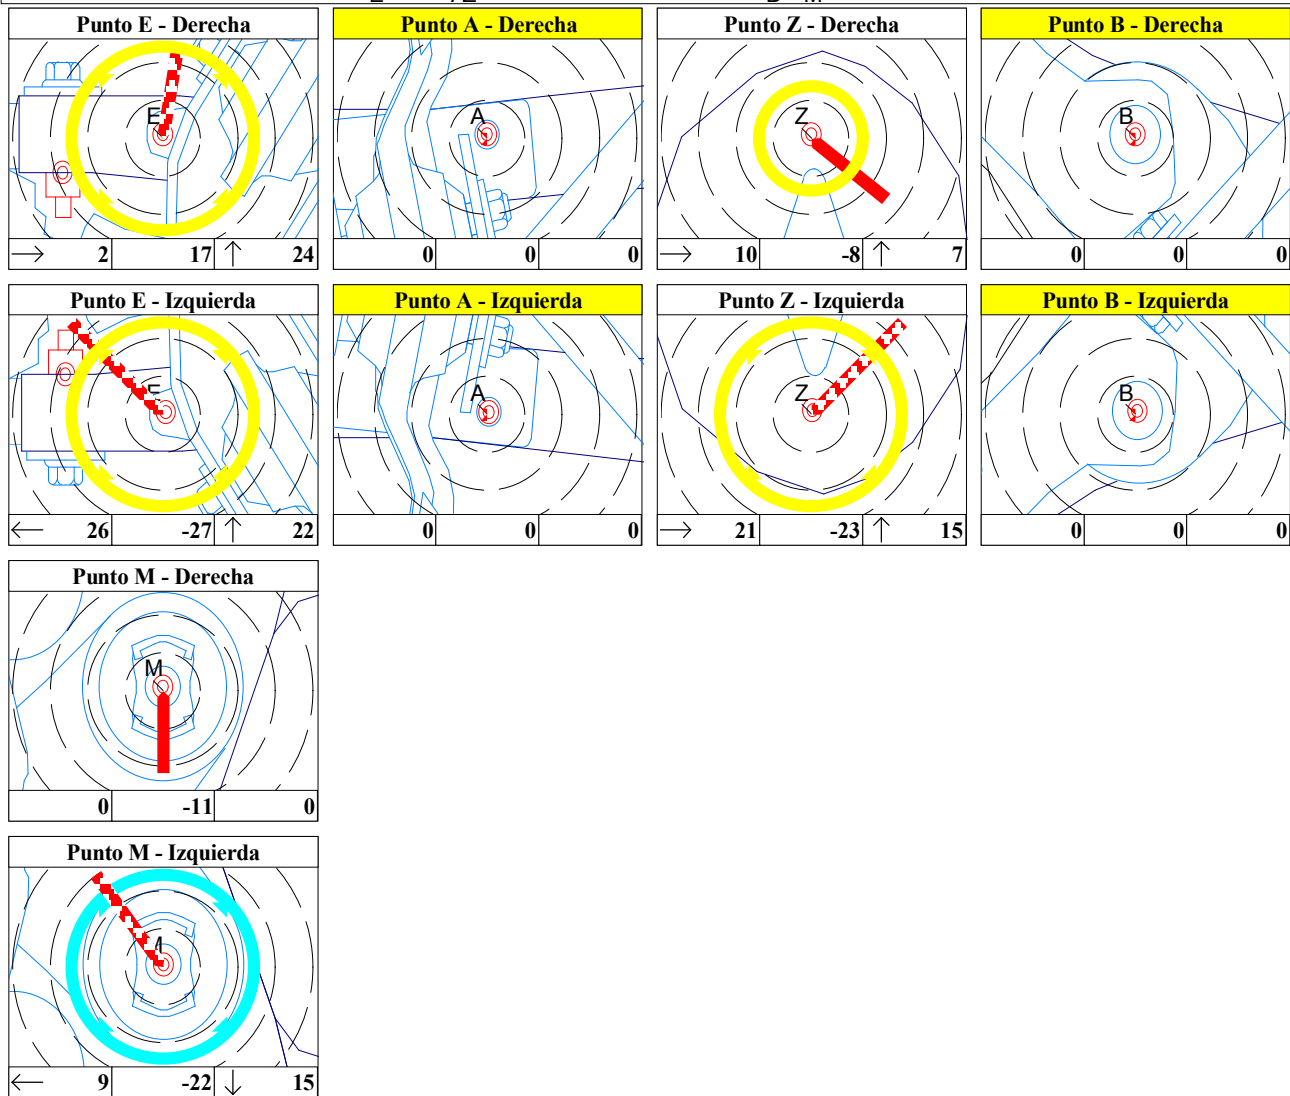 Punto E - Derecha Punto A - Derecha Punto Z - Derecha Punto B - Derecha
E A Z B
→ 2 17 ↑ 24 0 0 0 → 10 -8 ↑ 7 0 0 0
Punto E - Izquierda Punto A - Izquierda Punto Z - Izquierda Punto B - Izquierda
A Z B
← 26 -27 ↑ 22 0 0 0 → 21 -23 ↑ 15 0 0 0
Punto M - Derecha
M
0 -11 0
Punto M - Izquierda
← 9 -22 ↓ 15